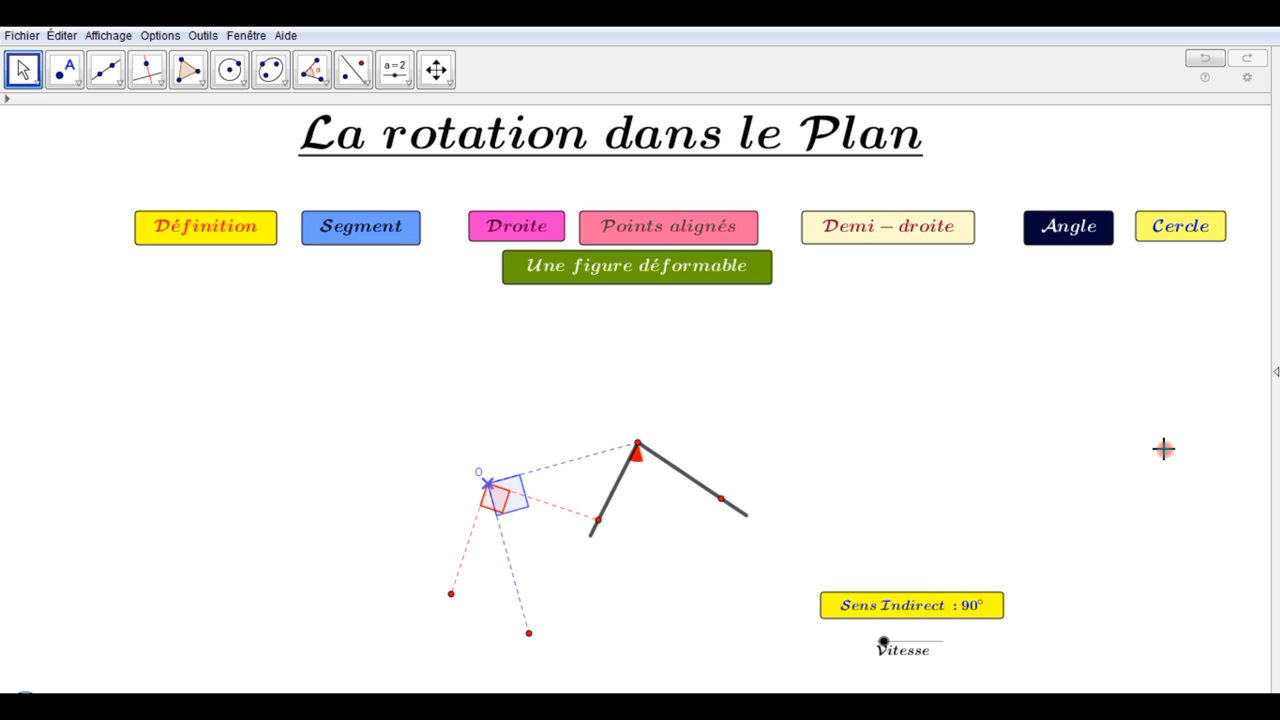 Fichier Éditer Affichage Options Outils Fenêtre Aide
A
α
a = 2
La rotation dans le Plan
Définition Segment Droite Points alignés Demi – droite Angle Cercle
Une figure déformable
O
Sens Indirect : 90°
Vitesse